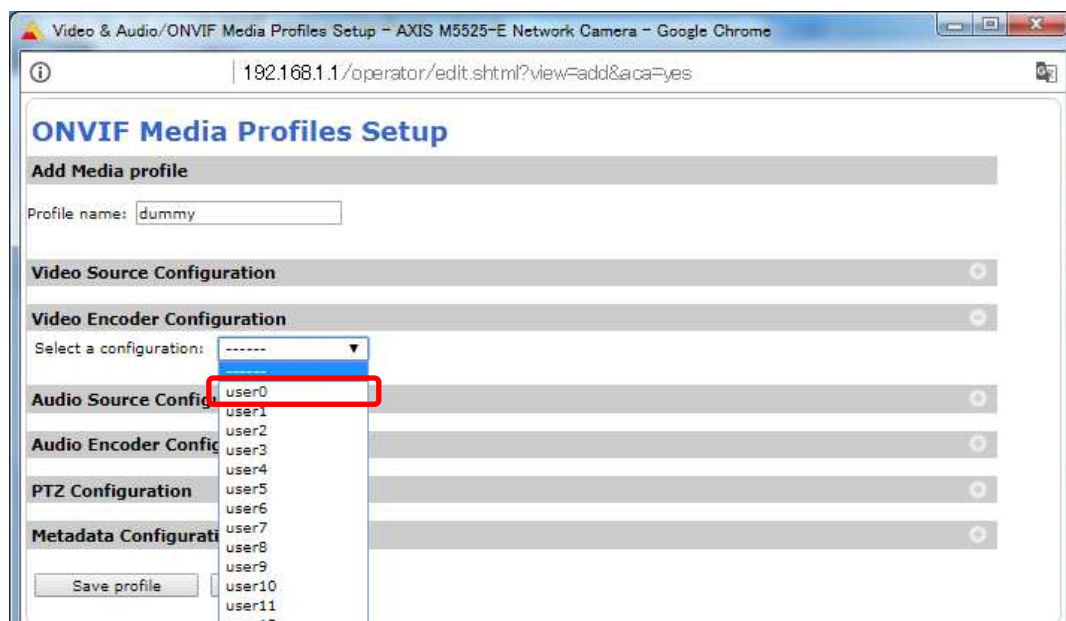 Video & Audio/ONVIF Media Profiles Setup - AXIS M5525-E Network Camera - Google Chrome
192.168.1.1/operator/edit.shtml?view=add&aca=yes
ONVIF Media Profiles Setup
Add Media profile
Profile name: dummy
Video Source Configuration
Video Encoder Configuration
Select a configuration: ------
------
user0
Audio Source
user1
user2
Audio Encoder
user3
user4
PTZ Configuration
user5
user6
Metadata
user7
user8
user9
Save profile
user10
user11